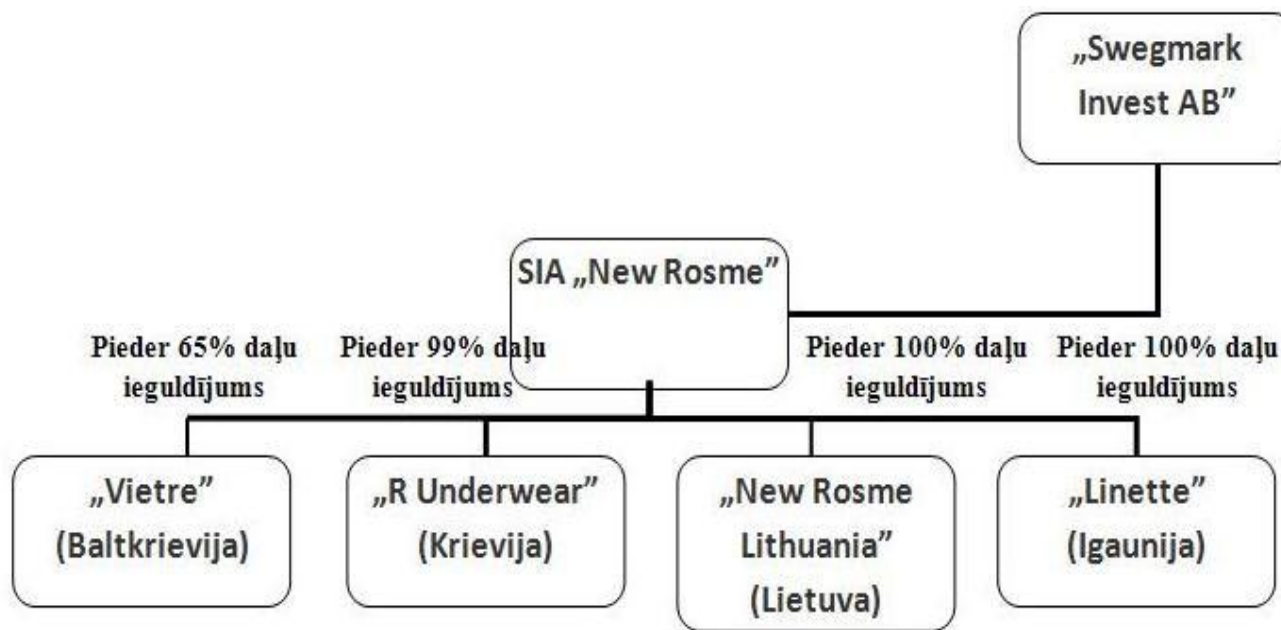 „Swegmark
Invest AB”
SIA „New Rosme”
Pieder 65% daļu
ieguldījums
Pieder 99% daļu
ieguldījums
Pieder 100% daļu
ieguldījums
Pieder 100% daļu
ieguldījums
„Vietre”
(Baltkrievija)
„R Underwear”
(Krievija)
„New Rosme
Lithuania”
(Lietuva)
„Linette”
(Igaunija)